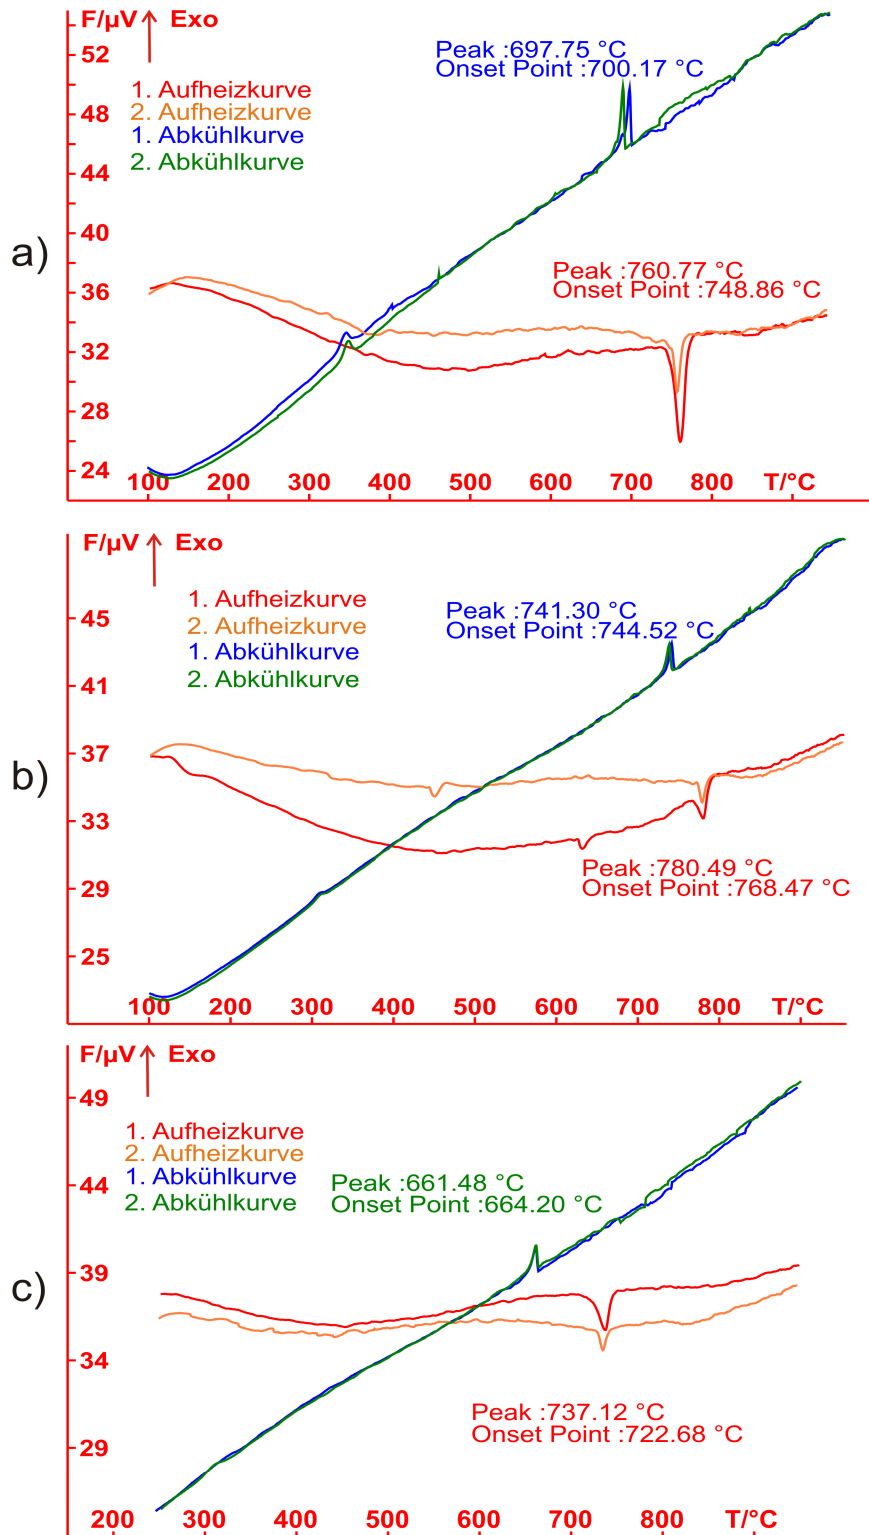 F/µV Exo
52
48
44
40
36
32
28
24
1. Aufheizkurve
2. Aufheizkurve
1. Abkühlkurve
2. Abkühlkurve
Peak :697.75 °C
Onset Point :700.17 °C
a)
Peak :760.77 °C
Onset Point :748.86 °C
100 200 300 400 500 600 700 800 T/°C
F/µV Exo
45
41
37
33
29
25
1. Aufheizkurve
2. Aufheizkurve
1. Abkühlkurve
2. Abkühlkurve
Peak :741.30 °C
Onset Point :744.52 °C
b)
Peak :780.49 °C
Onset Point :768.47 °C
100 200 300 400 500 600 700 800 T/°C
F/µV Exo
49
44
39
34
29
1. Aufheizkurve
2. Aufheizkurve
1. Abkühlkurve
2. Abkühlkurve
Peak :661.48 °C
Onset Point :664.20 °C
c)
Peak :737.12 °C
Onset Point :722.68 °C
200 300 400 500 600 700 800 T/°C